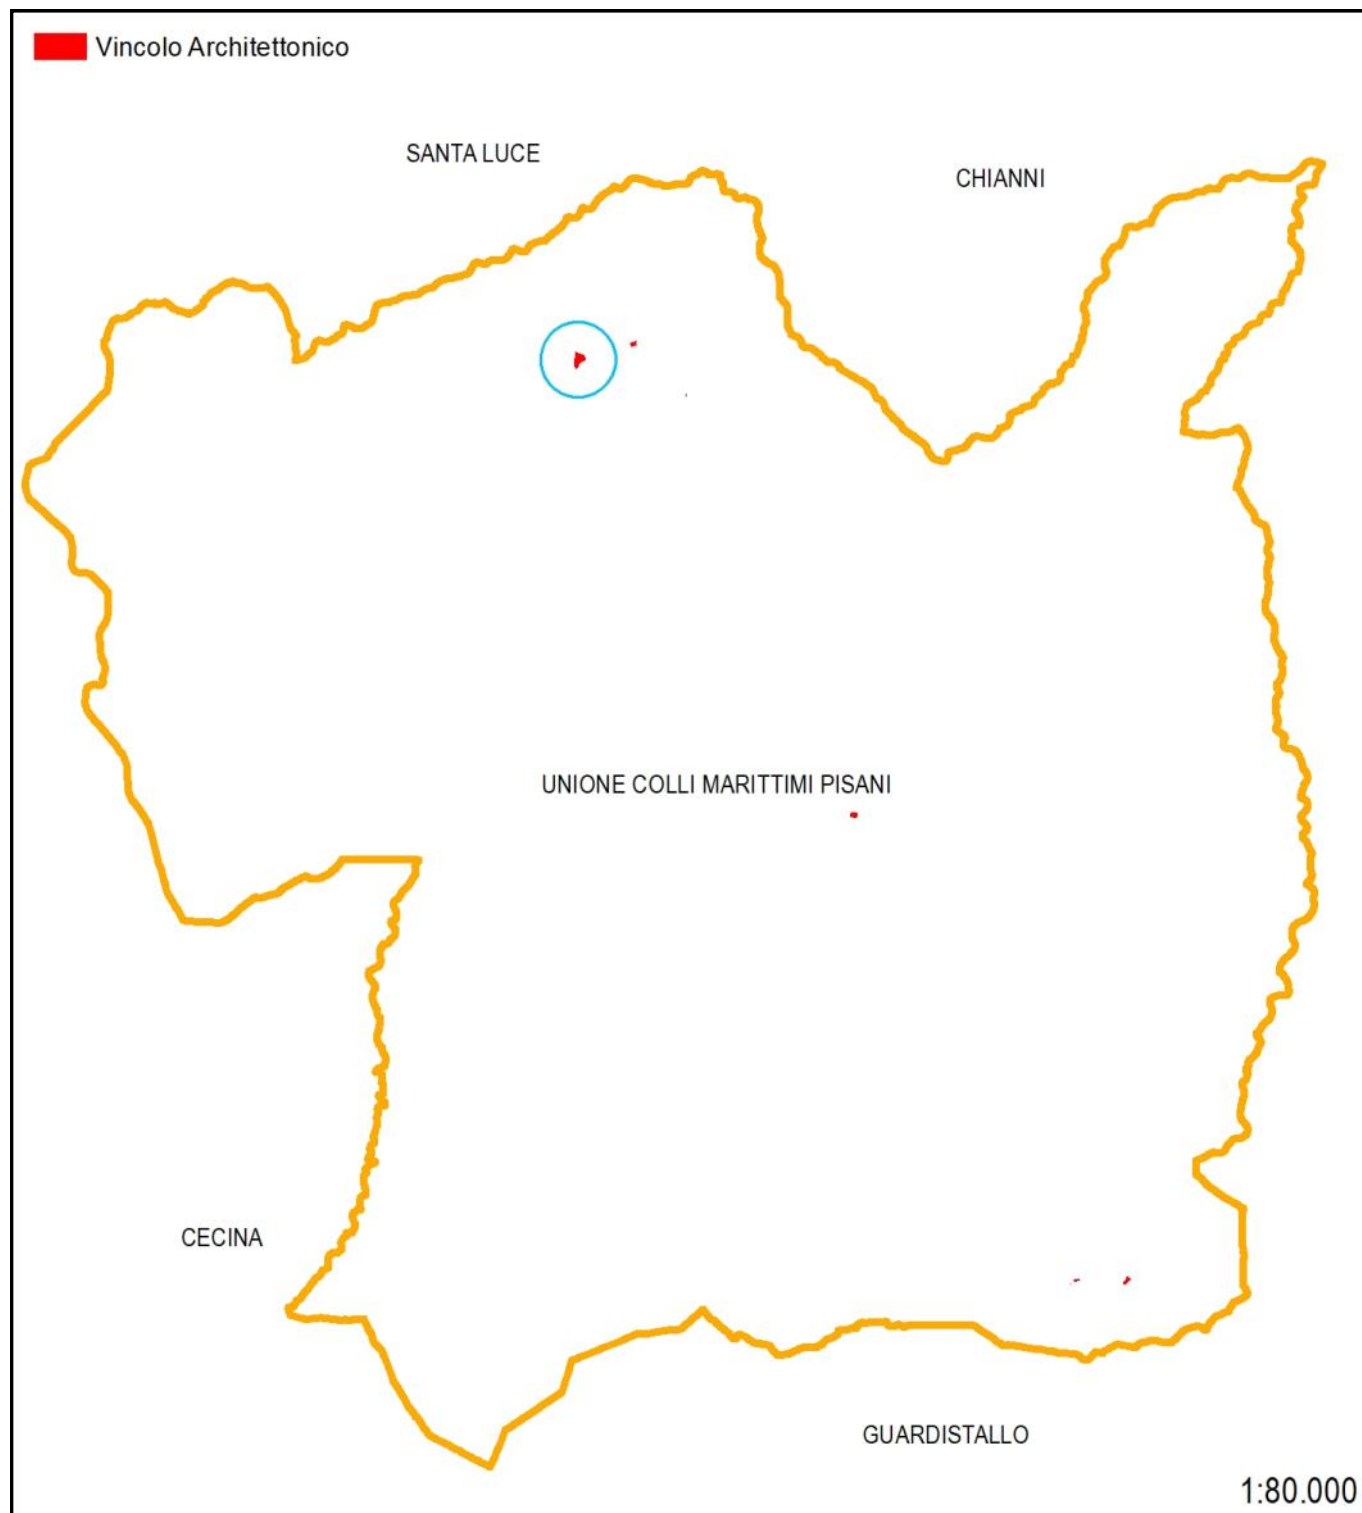 Vincolo Architettonico
SANTA LUCE
CHIANNI
UNIONE COLLI MARITTIMI PISANI
CECINA
GUARDISTALLO
1:80.000